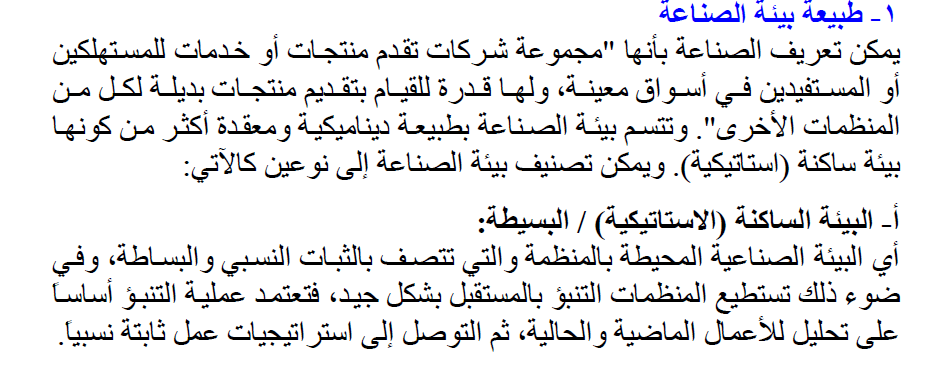 ١- طبيعة بيئة الصناعة
يمكن تعريف الصناعة بأنها "مجموعة شركات تقدم منتجات أو خدمات للمستهلكين
أو المستفيدين في أسواق معينة، ولها قدرة للقيام بتقديم منتجات بديلة لكل من
المنظمات الأخرى". وتتسم بيئة الصناعة بطبيعة ديناميكية ومعقدة أكثر من كونها
بيئة ساكنة (استاتيكية). ويمكن تصنيف بيئة الصناعة إلى نوعين كالآتي:
أ- البيئة الساكنة (الاستاتيكية) / البسيطة:
أي البيئة الصناعية المحيطة بالمنظمة والتي تتصف بالثبات النسبي والبساطة، وفي
ضوء ذلك تستطيع المنظمات التنبؤ بالمستقبل بشكل جيد، فتعتمد عملية التنبؤ أساساً
على تحليل للأعمال الماضية والحالية، ثم التوصل إلى استراتيجيات عمل ثابتة نسبياً.